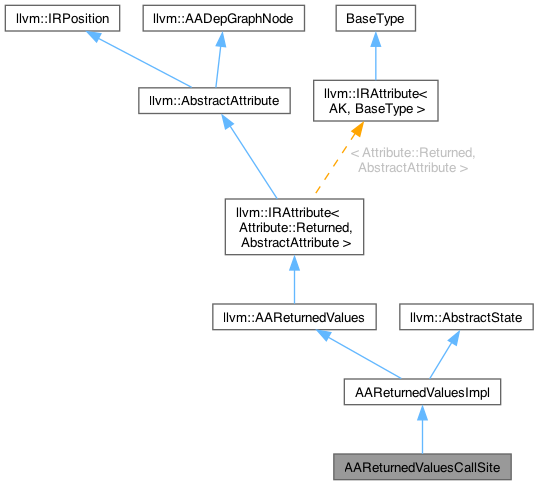 llvm::IRPosition
llvm::AADepGraphNode
BaseType
llvm::AbstractAttribute
llvm::IRAttribute<
AK, BaseType >
< Attribute::Returned,
AbstractAttribute >
llvm::IRAttribute<
Attribute::Returned,
AbstractAttribute >
llvm::AAReturnedValues
llvm::AbstractState
AAReturnedValuesImpl
AAReturnedValuesCallSite